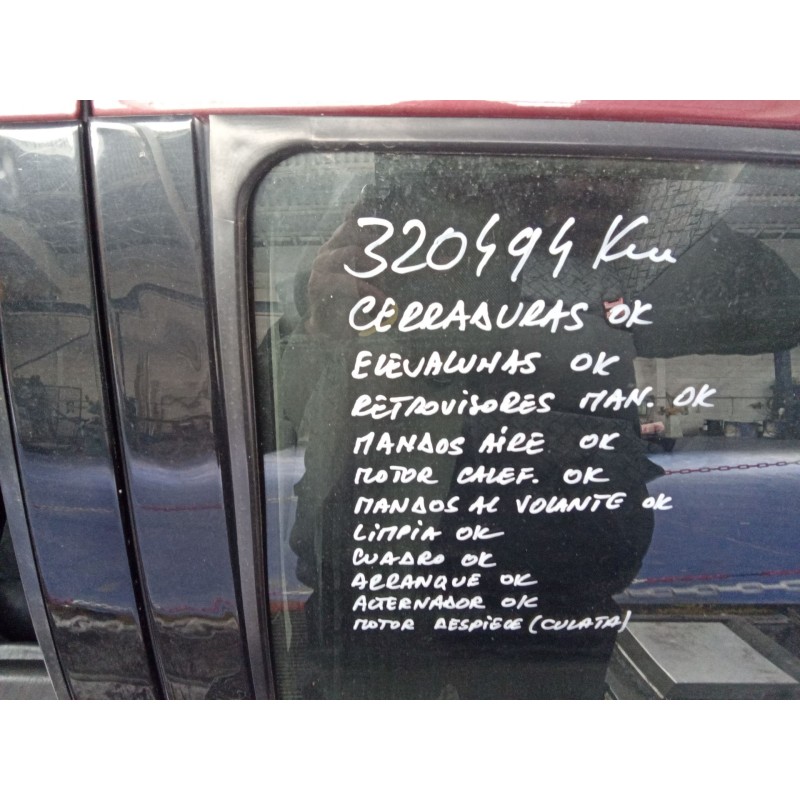 320494 Km
CERRADURAS OK
ELEVALUNAS OK
RETROVISORES MAN. OK
MANDOS AIRE OK
MOTOR CALEF. OK
MANDOS AL VOLANTE OK
LIMPIA OK
CUADRO OK
ARRANQUE OK
ALTERNADOR OK
MOTOR DESPIECE (CULATA)